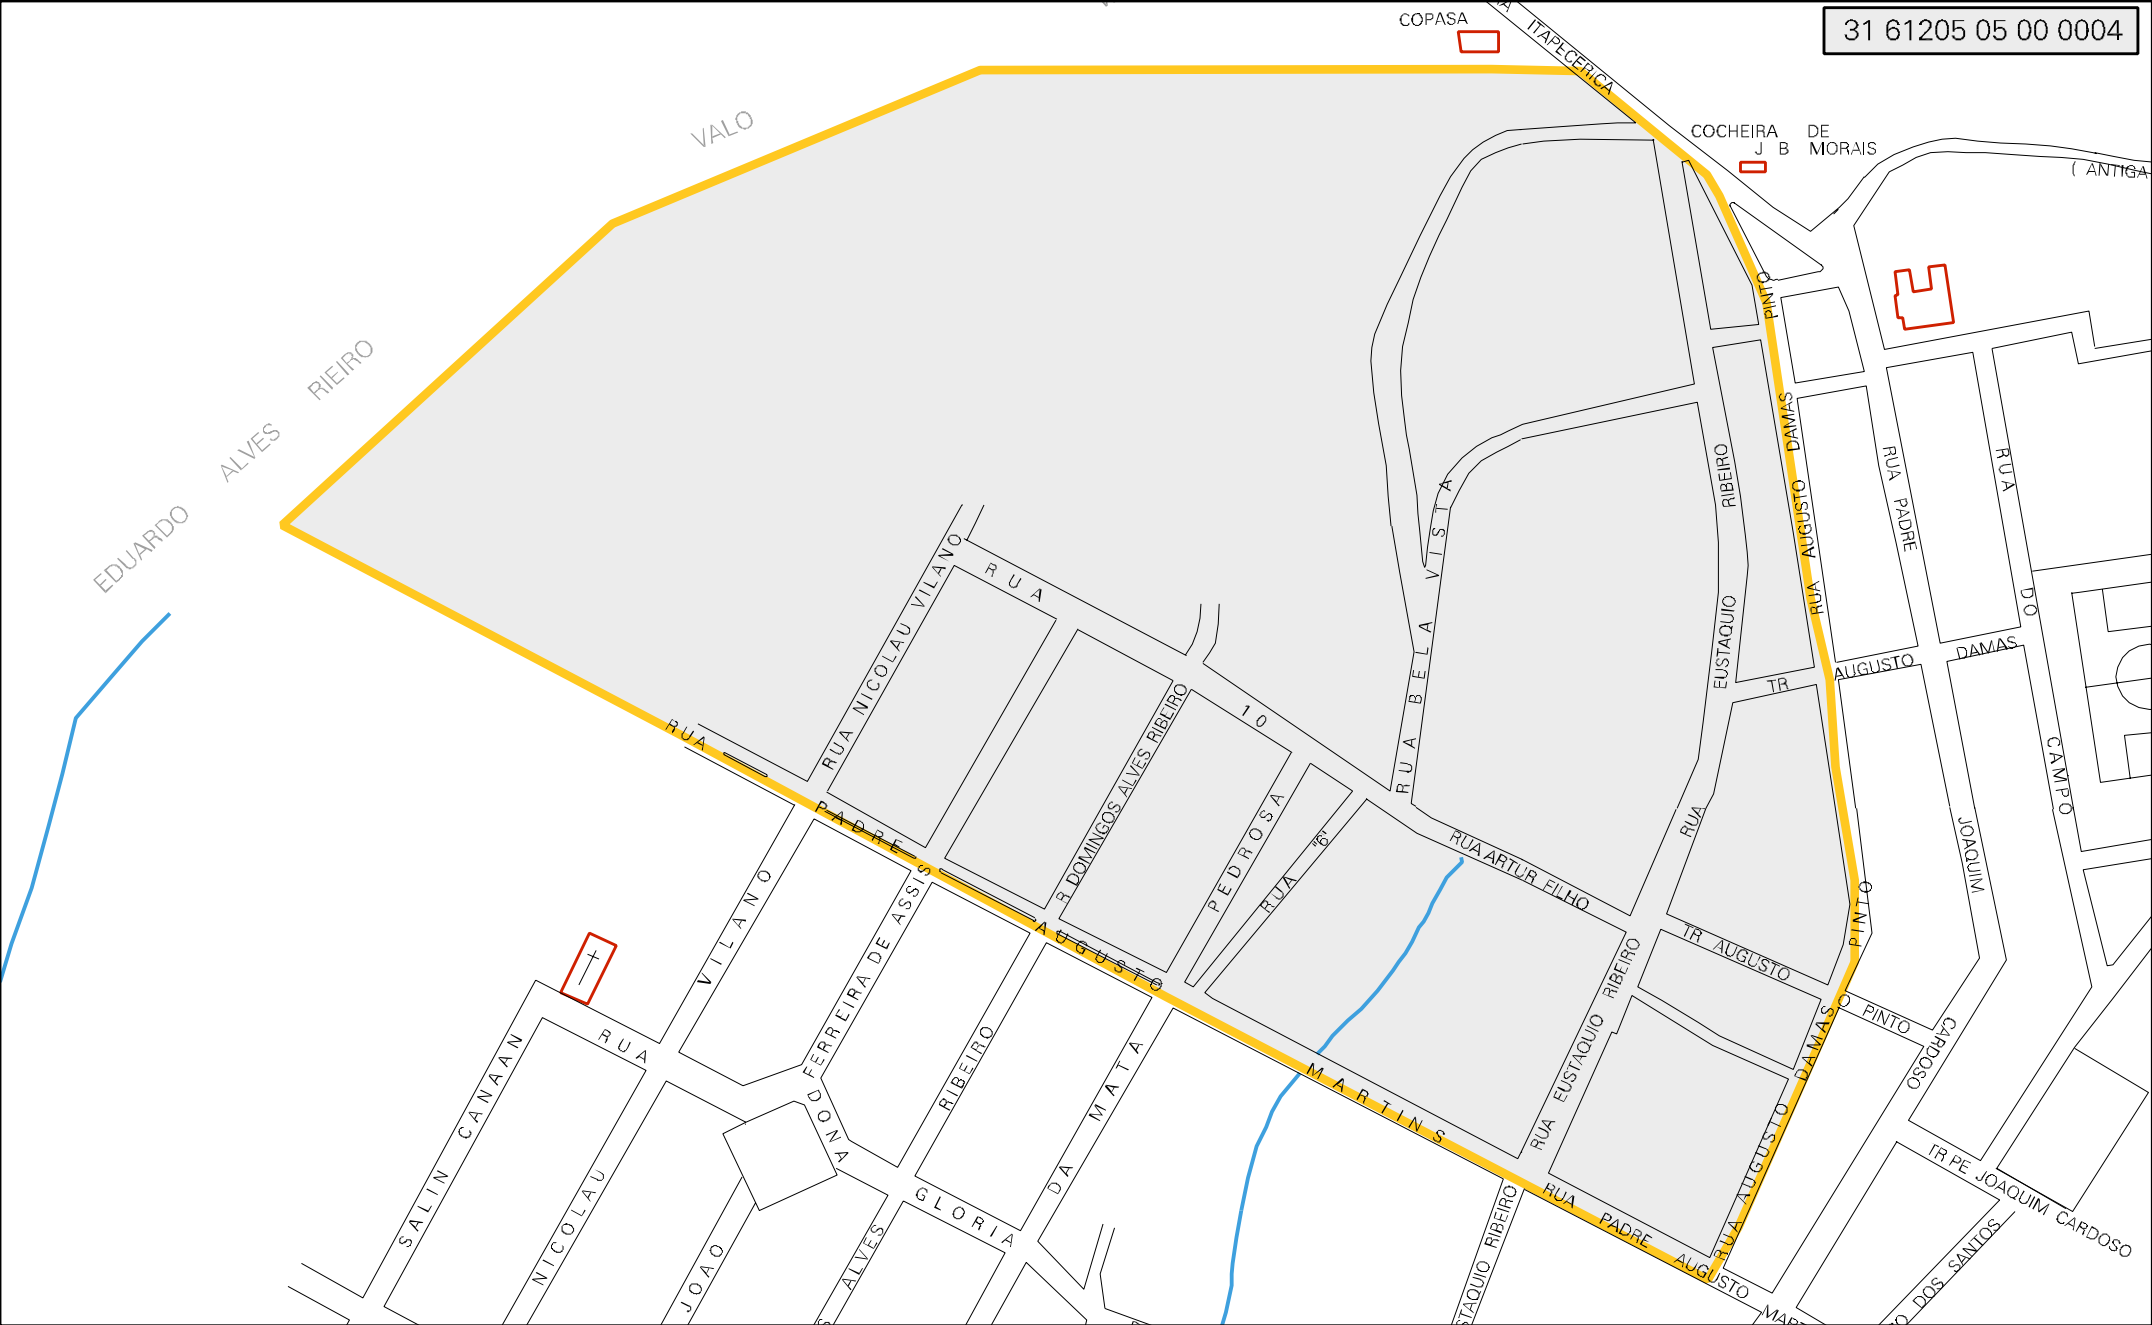 COPASA
ITAPECERICA
31 61205 05 00 0004
VALO
COCHEIRA DE
J B MORAIS
( ANTIGA
EDUARDO ALVES RIEIRO
RUA AUGUSTO DAMAS PINTO
RUA EUSTAQUIO RIBEIRO
RUA PADRE JOAQUIM CARDOSO
RUA DO CAMPO
RUA BELA VISTA
RUA NICOLAU VILANO
RUA 10
R DOMINGOS ALVES RIBEIRO
PEDROSA
RUA "6"
RUA ARTUR FILHO
TR AUGUSTO DAMAS
TR AUGUSTO
PINTO
RUA EUSTAQUIO RIBEIRO
RUA AUGUSTO DAMASO PINTO
RUA PADRE AUGUSTO MARTINS
RUA PADRE AUGUSTO
NICOLAU VILANO
FERREIRA DE ASSIS
JOAO
ALVES RIBEIRO
DA MATA
SALIN CANAAN
RUA DONA GLORIA
TR PE JOAQUIM CARDOSO
DOS SANTOS